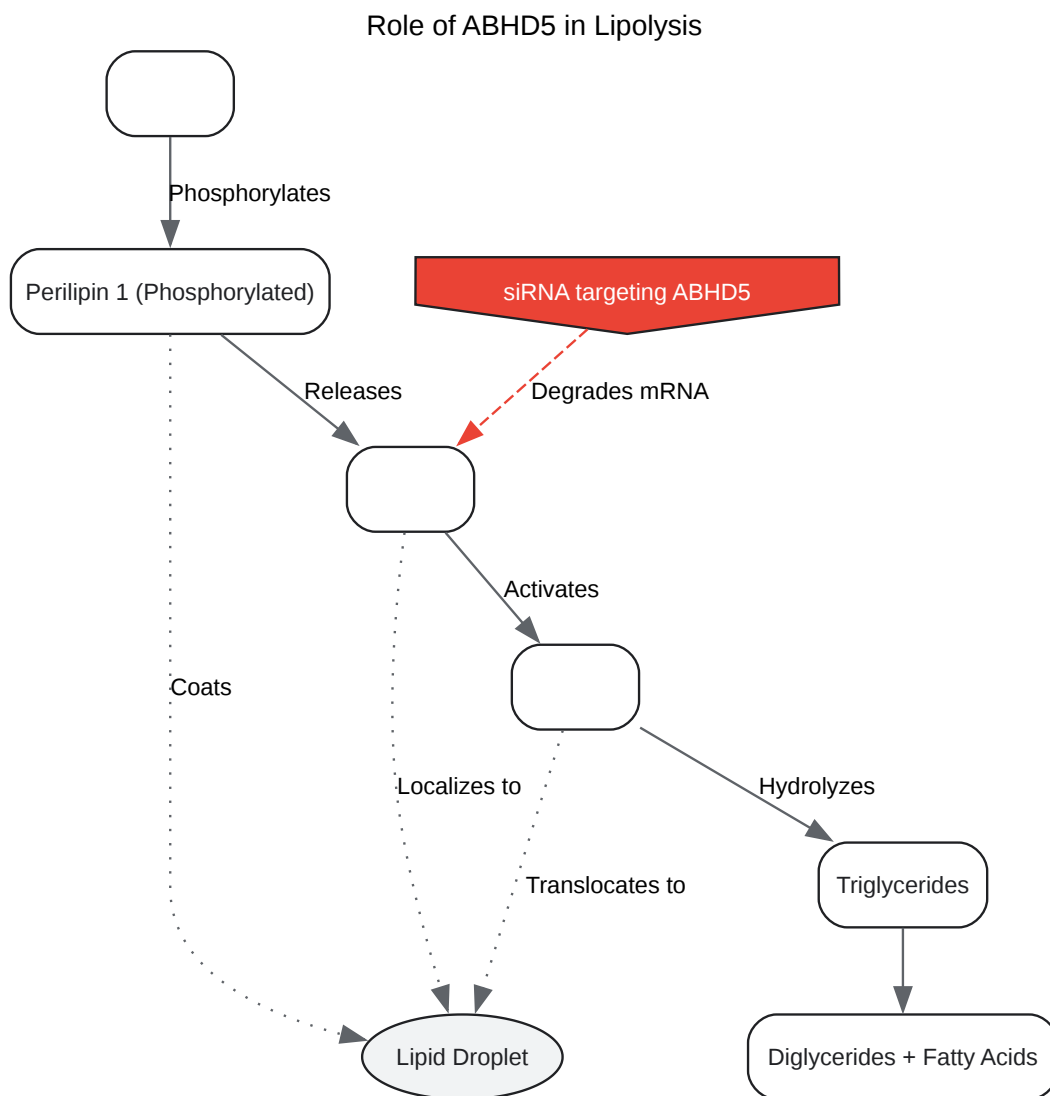 Role of ABHD5 in Lipolysis
Phosphorylates
Perilipin 1 (Phosphorylated)
siRNA targeting ABHD5
Releases
Degrades mRNA
Activates
Coats
Localizes to
Hydrolyzes
Translocates to
Triglycerides
Lipid Droplet
Diglycerides + Fatty Acids